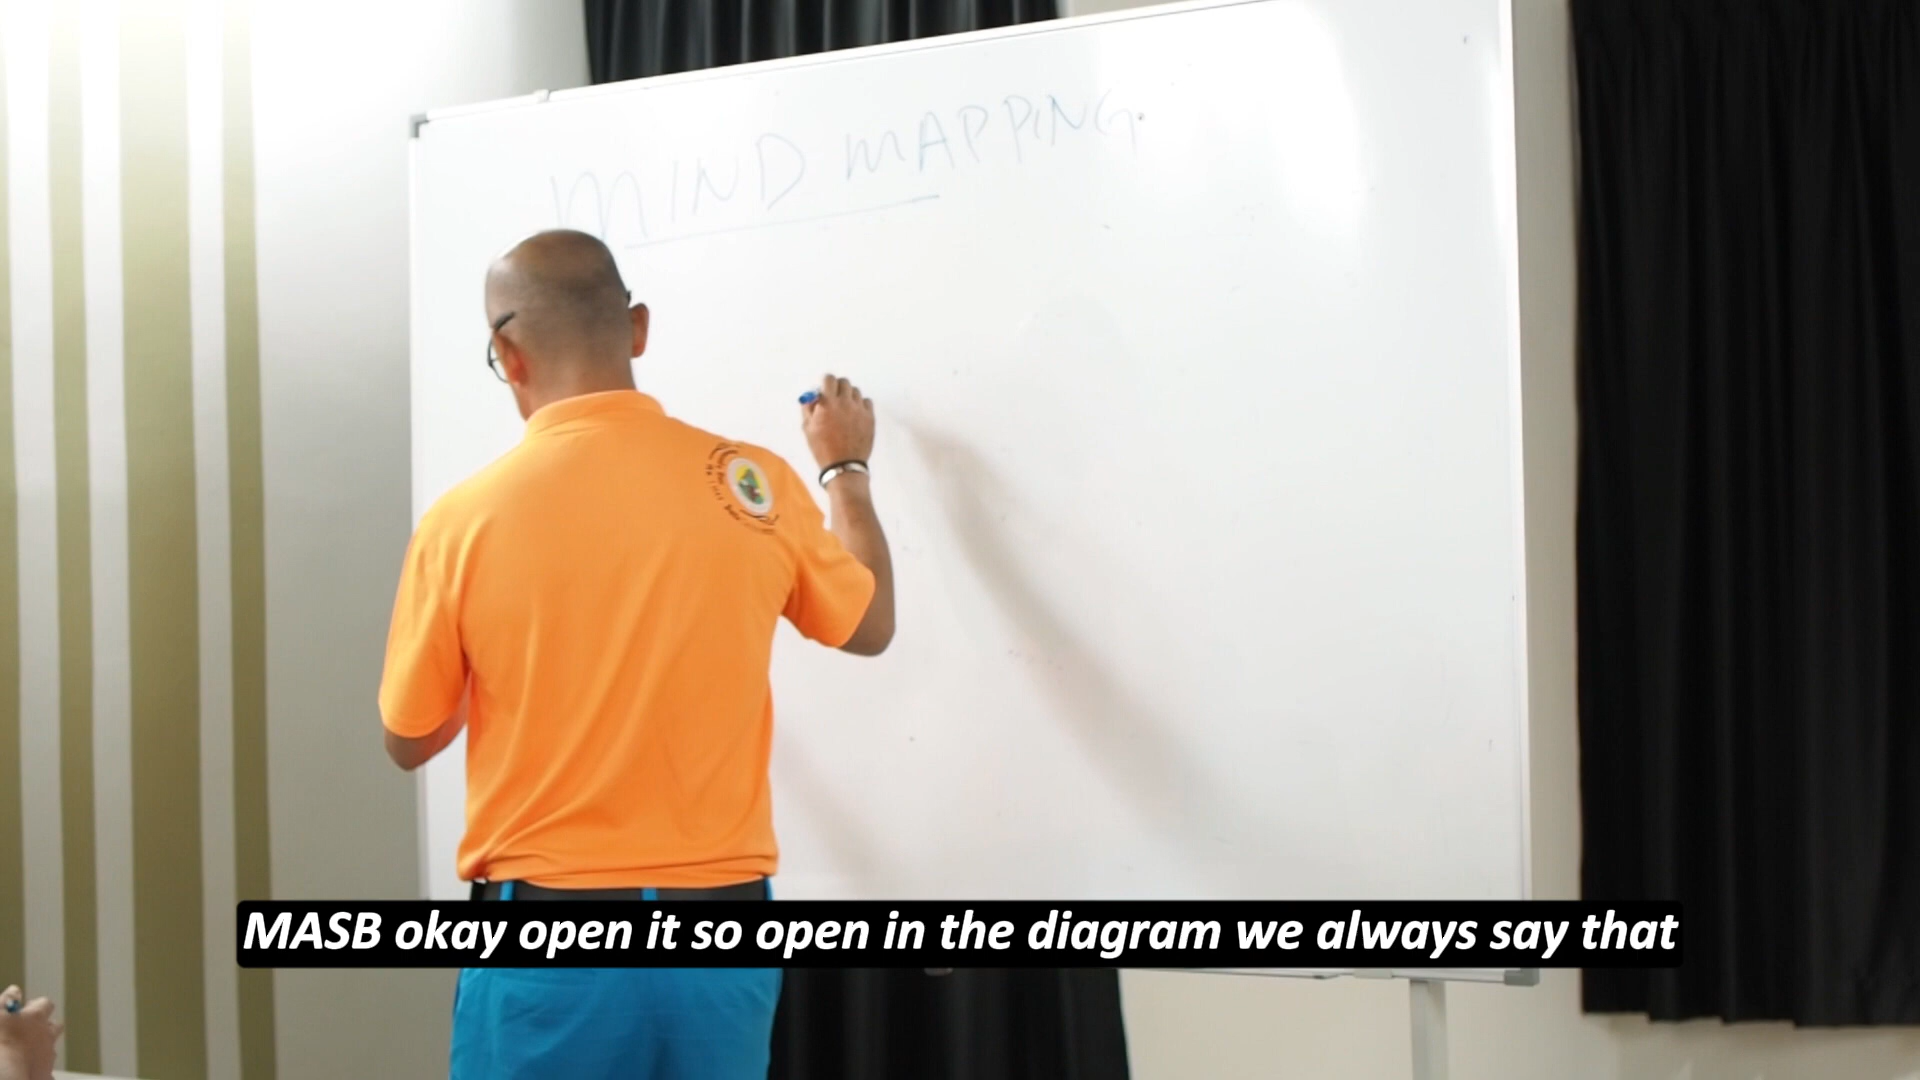 MIND MAPPING
MASB okay open it so open in the diagram we always say that